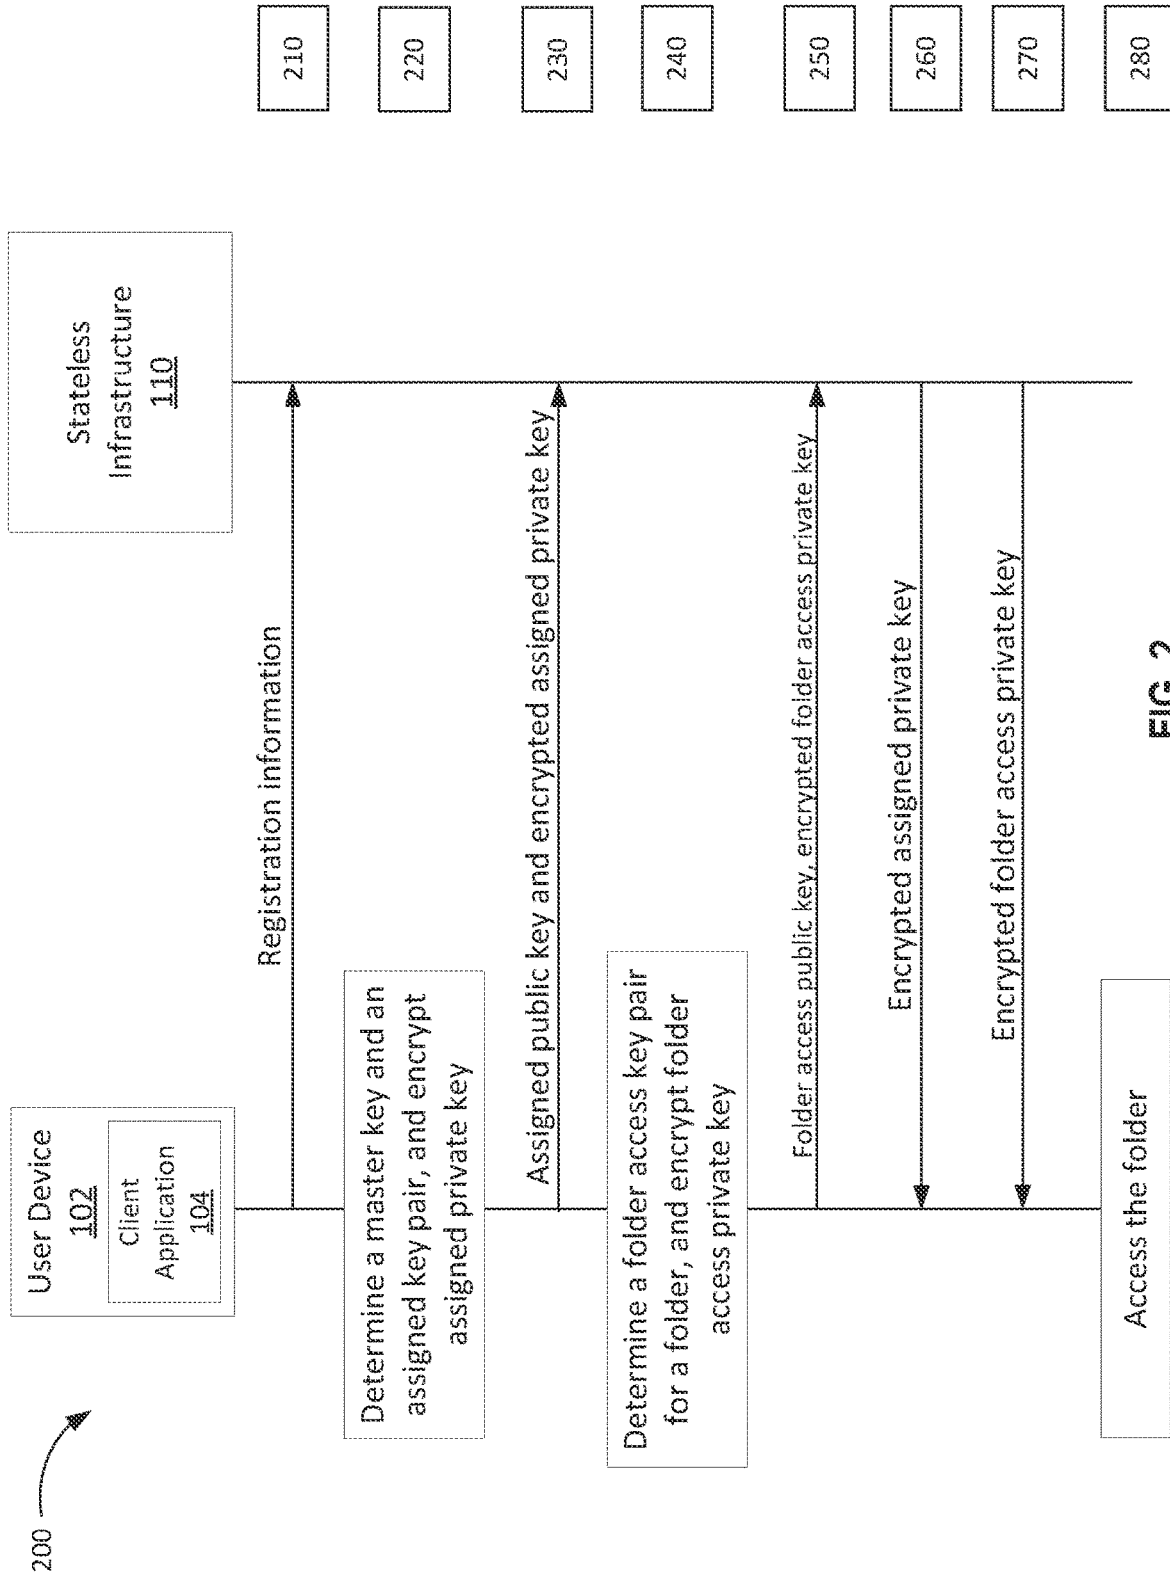 200
User Device
102
Client
Application
104
Stateless
Infrastructure
110
Registration information
210
Determine a master key and an
assigned key pair, and encrypt
assigned private key
220
Assigned public key and encrypted assigned private key
230
Determine a folder access key pair
for a folder, and encrypt folder
access private key
240
Folder access public key, encrypted folder access private key
250
Encrypted assigned private key
260
Encrypted folder access private key
270
Access the folder
280
FIG. 2